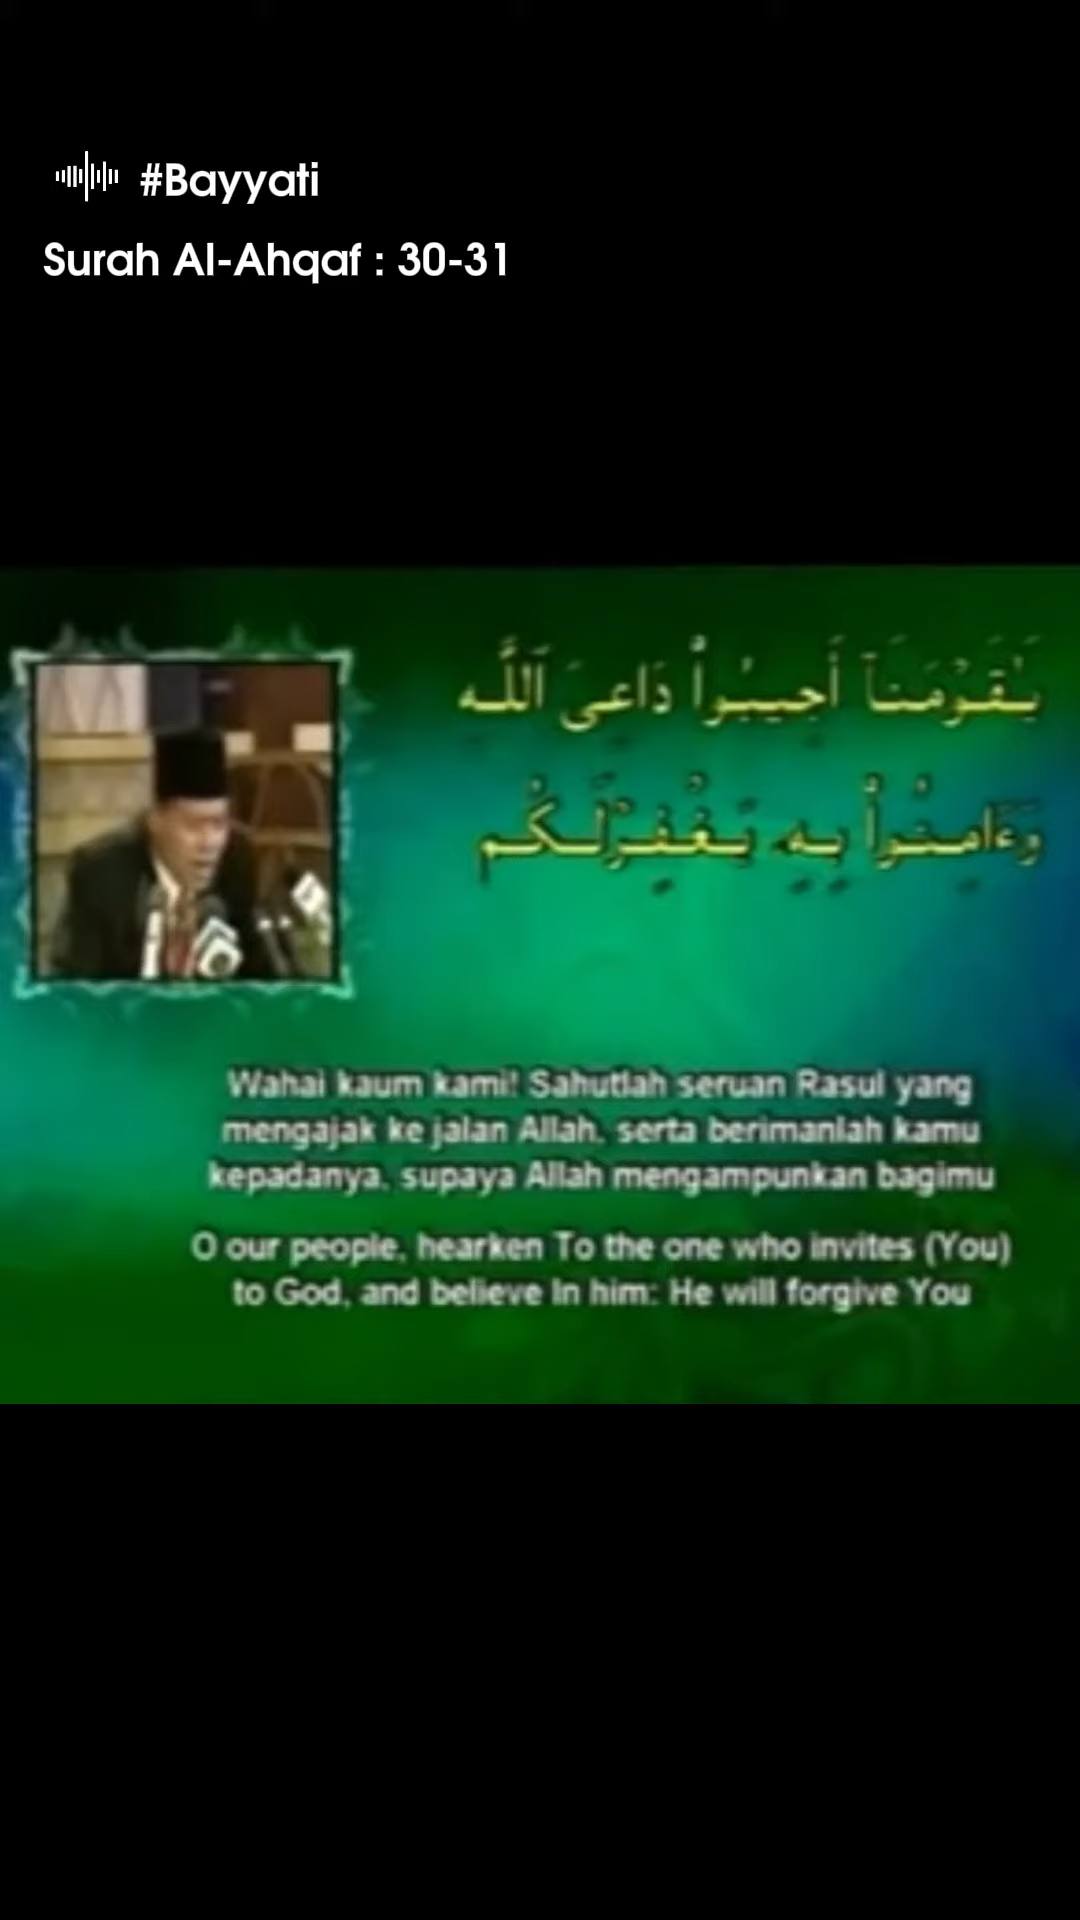 #Bayyati
Surah Al-Ahqaf : 30-31
يَـٰقَوْمَنَآ أَجِيبُوا۟ دَاعِىَ ٱللَّهِ
وَءَامِنُوا۟ بِهِۦ يَغْفِرْ لَكُم
Wahai kaum kami! Sahutlah seruan Rasul yang
mengajak ke jalan Allah, serta berimanlah kamu
kepadanya, supaya Allah mengampunkan bagimu
O our people, hearken To the one who invites (You)
to God, and believe In him: He will forgive You